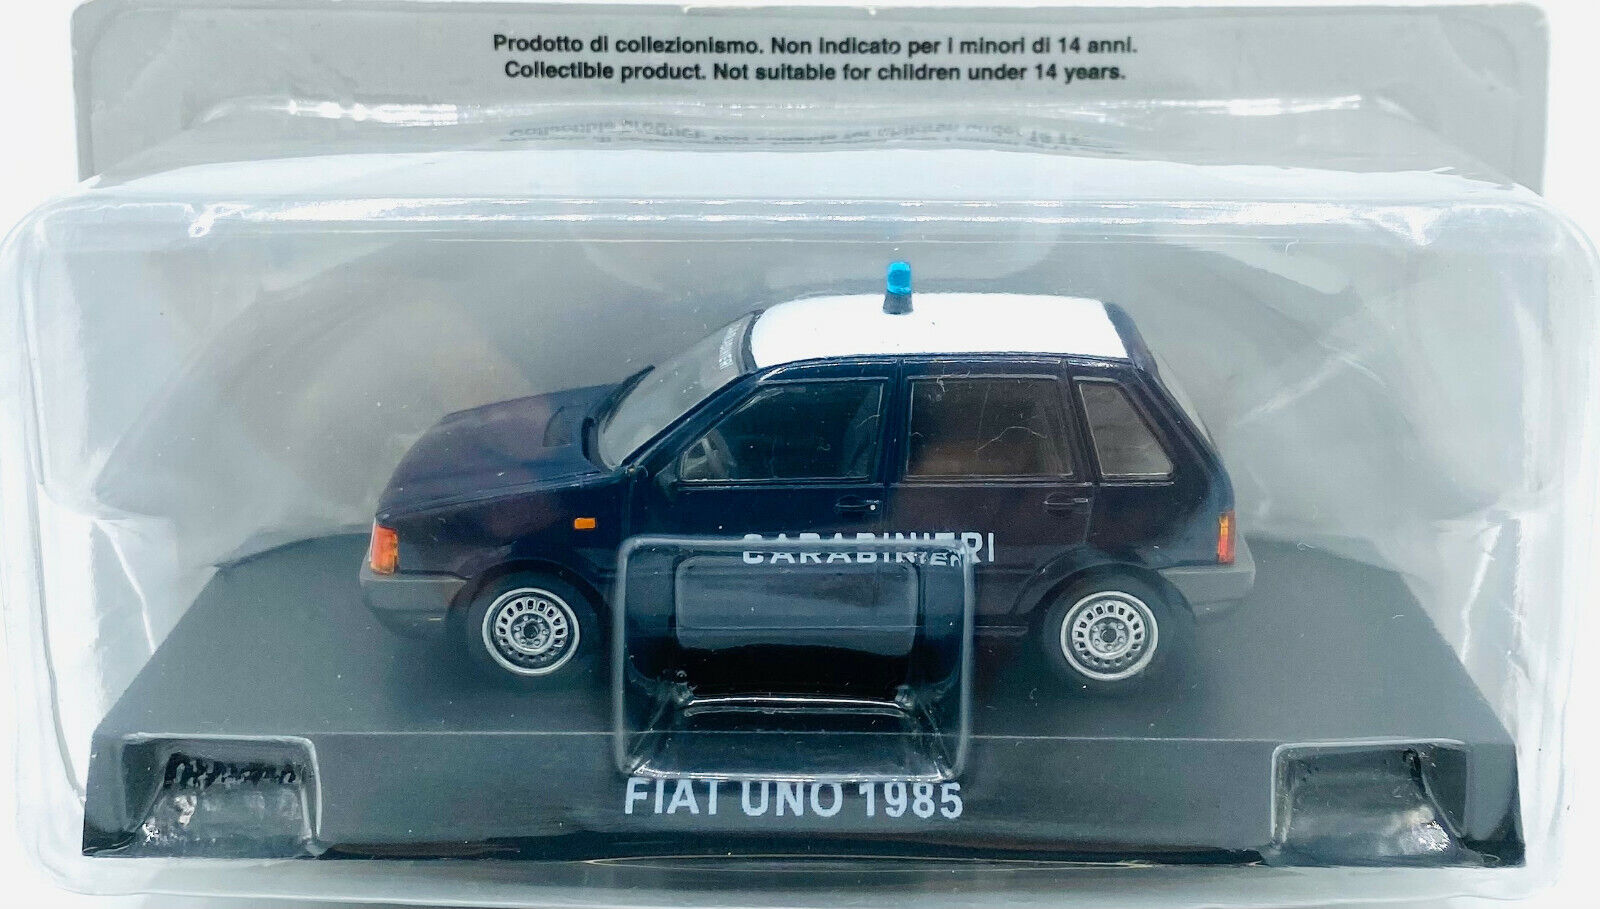 Prodotto di collezionismo. Non indicato per i minori di 14 anni.
Collectible product. Not suitable for children under 14 years.
CARABINIERI
FIAT UNO 1985